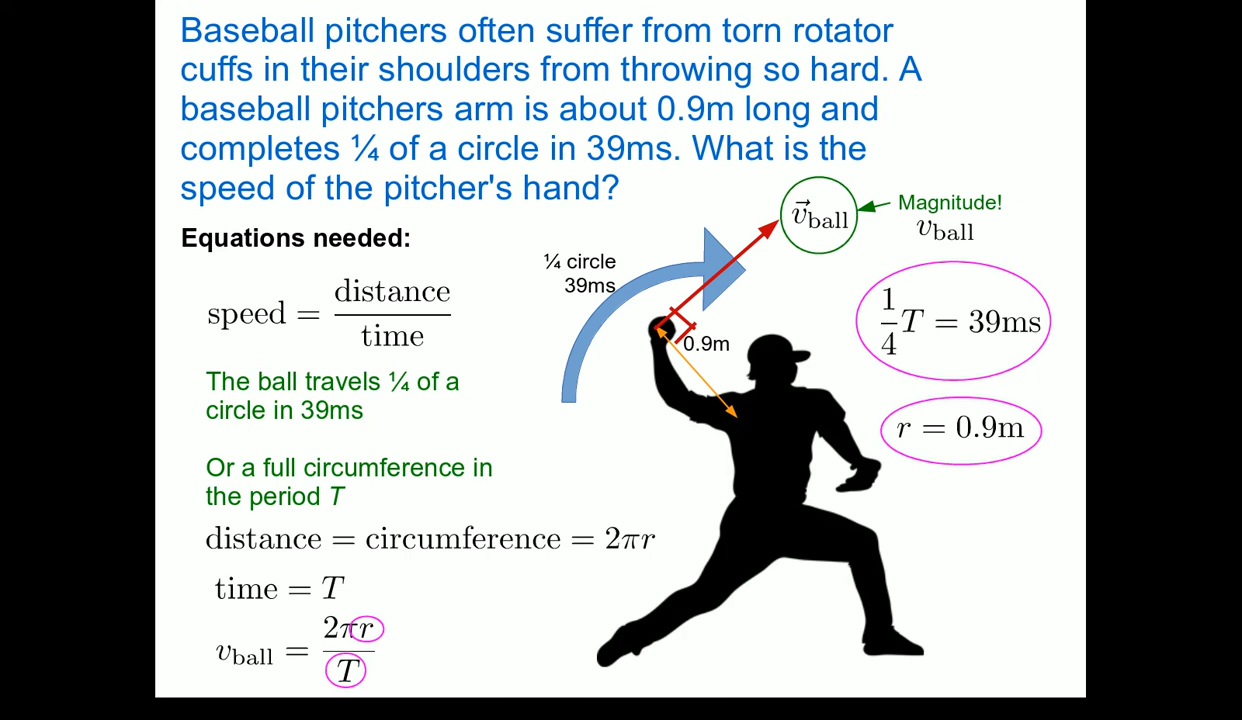 Baseball pitchers often suffer from torn rotator
cuffs in their shoulders from throwing so hard. A
baseball pitchers arm is about 0.9m long and
completes ¼ of a circle in 39ms. What is the
speed of the pitcher's hand?
Equations needed:
speed = distance / time
The ball travels ¼ of a
circle in 39ms
Or a full circumference in
the period T
distance = circumference = 2πr
time = T
v_ball = 2πr / T
¼ circle
39ms
0.9m
v⃗_ball
Magnitude!
v_ball
1/4 T = 39ms
r = 0.9m